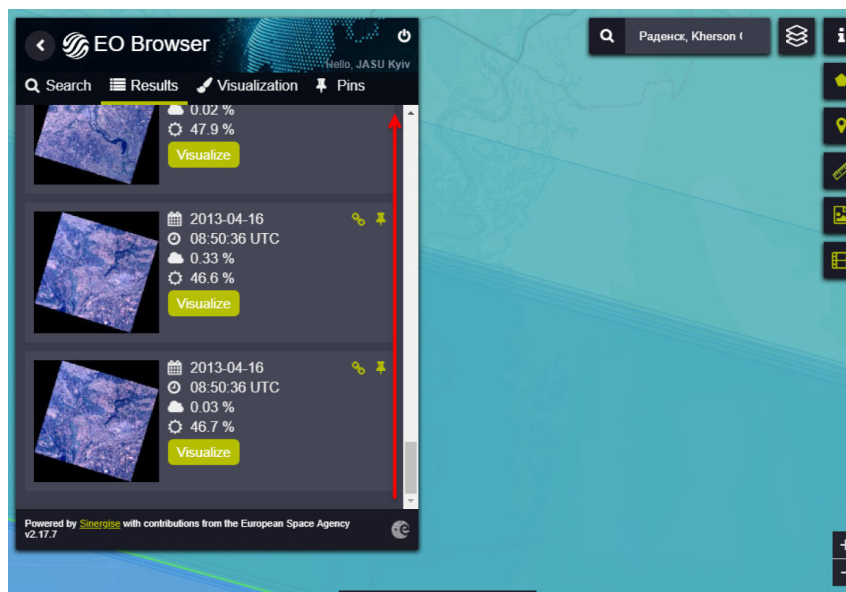 EO Browser
Hello, JASU Kyiv
Search Results Visualization Pins
0.02 %
47.9 %
Visualize
2013-04-16
08:50:36 UTC
0.33 %
46.6 %
Visualize
2013-04-16
08:50:36 UTC
0.03 %
46.7 %
Visualize
Powered by Sinergise with contributions from the European Space Agency
v2.17.7
Раденск, Kherson